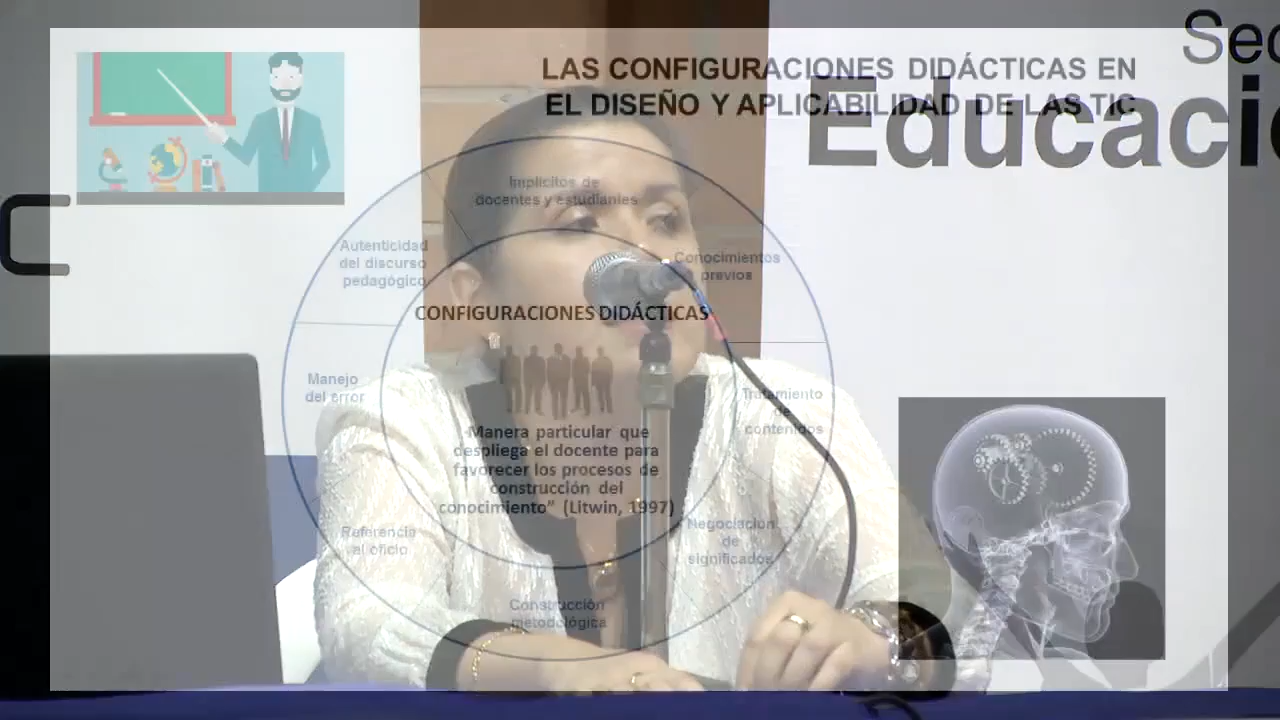 LAS CONFIGURACIONES DIDÁCTICAS EN
EL DISEÑO Y APLICABILIDAD DE LAS TIC
Sec
Educació
Implícitos de
docentes y estudiantes
Autenticidad
del discurso
pedagógico
Conocimientos
previos
CONFIGURACIONES DIDÁCTICAS
Manejo
del error
Tratamiento
de
contenidos
Manera particular que
despliega el docente para
favorecer los procesos de
construcción del
conocimiento” (Litwin, 1997)
Referencia
al oficio
Negociación
de
significados
Construcción
metodológica